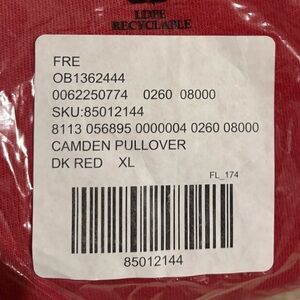 LDPE
RECYCLABLE
FRE
OB1362444
0062250774 0260 08000
SKU:85012144
8113 056895 0000004 0260 08000
CAMDEN PULLOVER
DK RED XL
FL_174
85012144